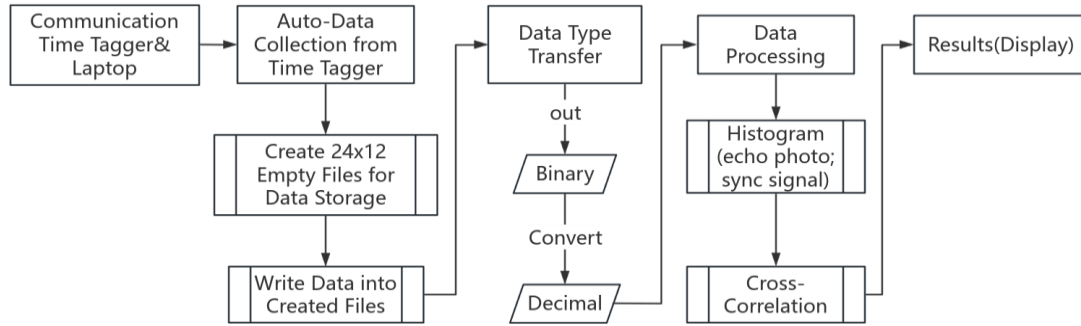 Communication
Time Tagger&
Laptop
Auto-Data
Collection from
Time Tagger
Create 24x12
Empty Files for
Data Storage
Write Data into
Created Files
Data Type
Transfer
out
Binary
Convert
Decimal
Data
Processing
Histogram
(echo photo;
sync signal)
Cross-
Correlation
Results(Display)